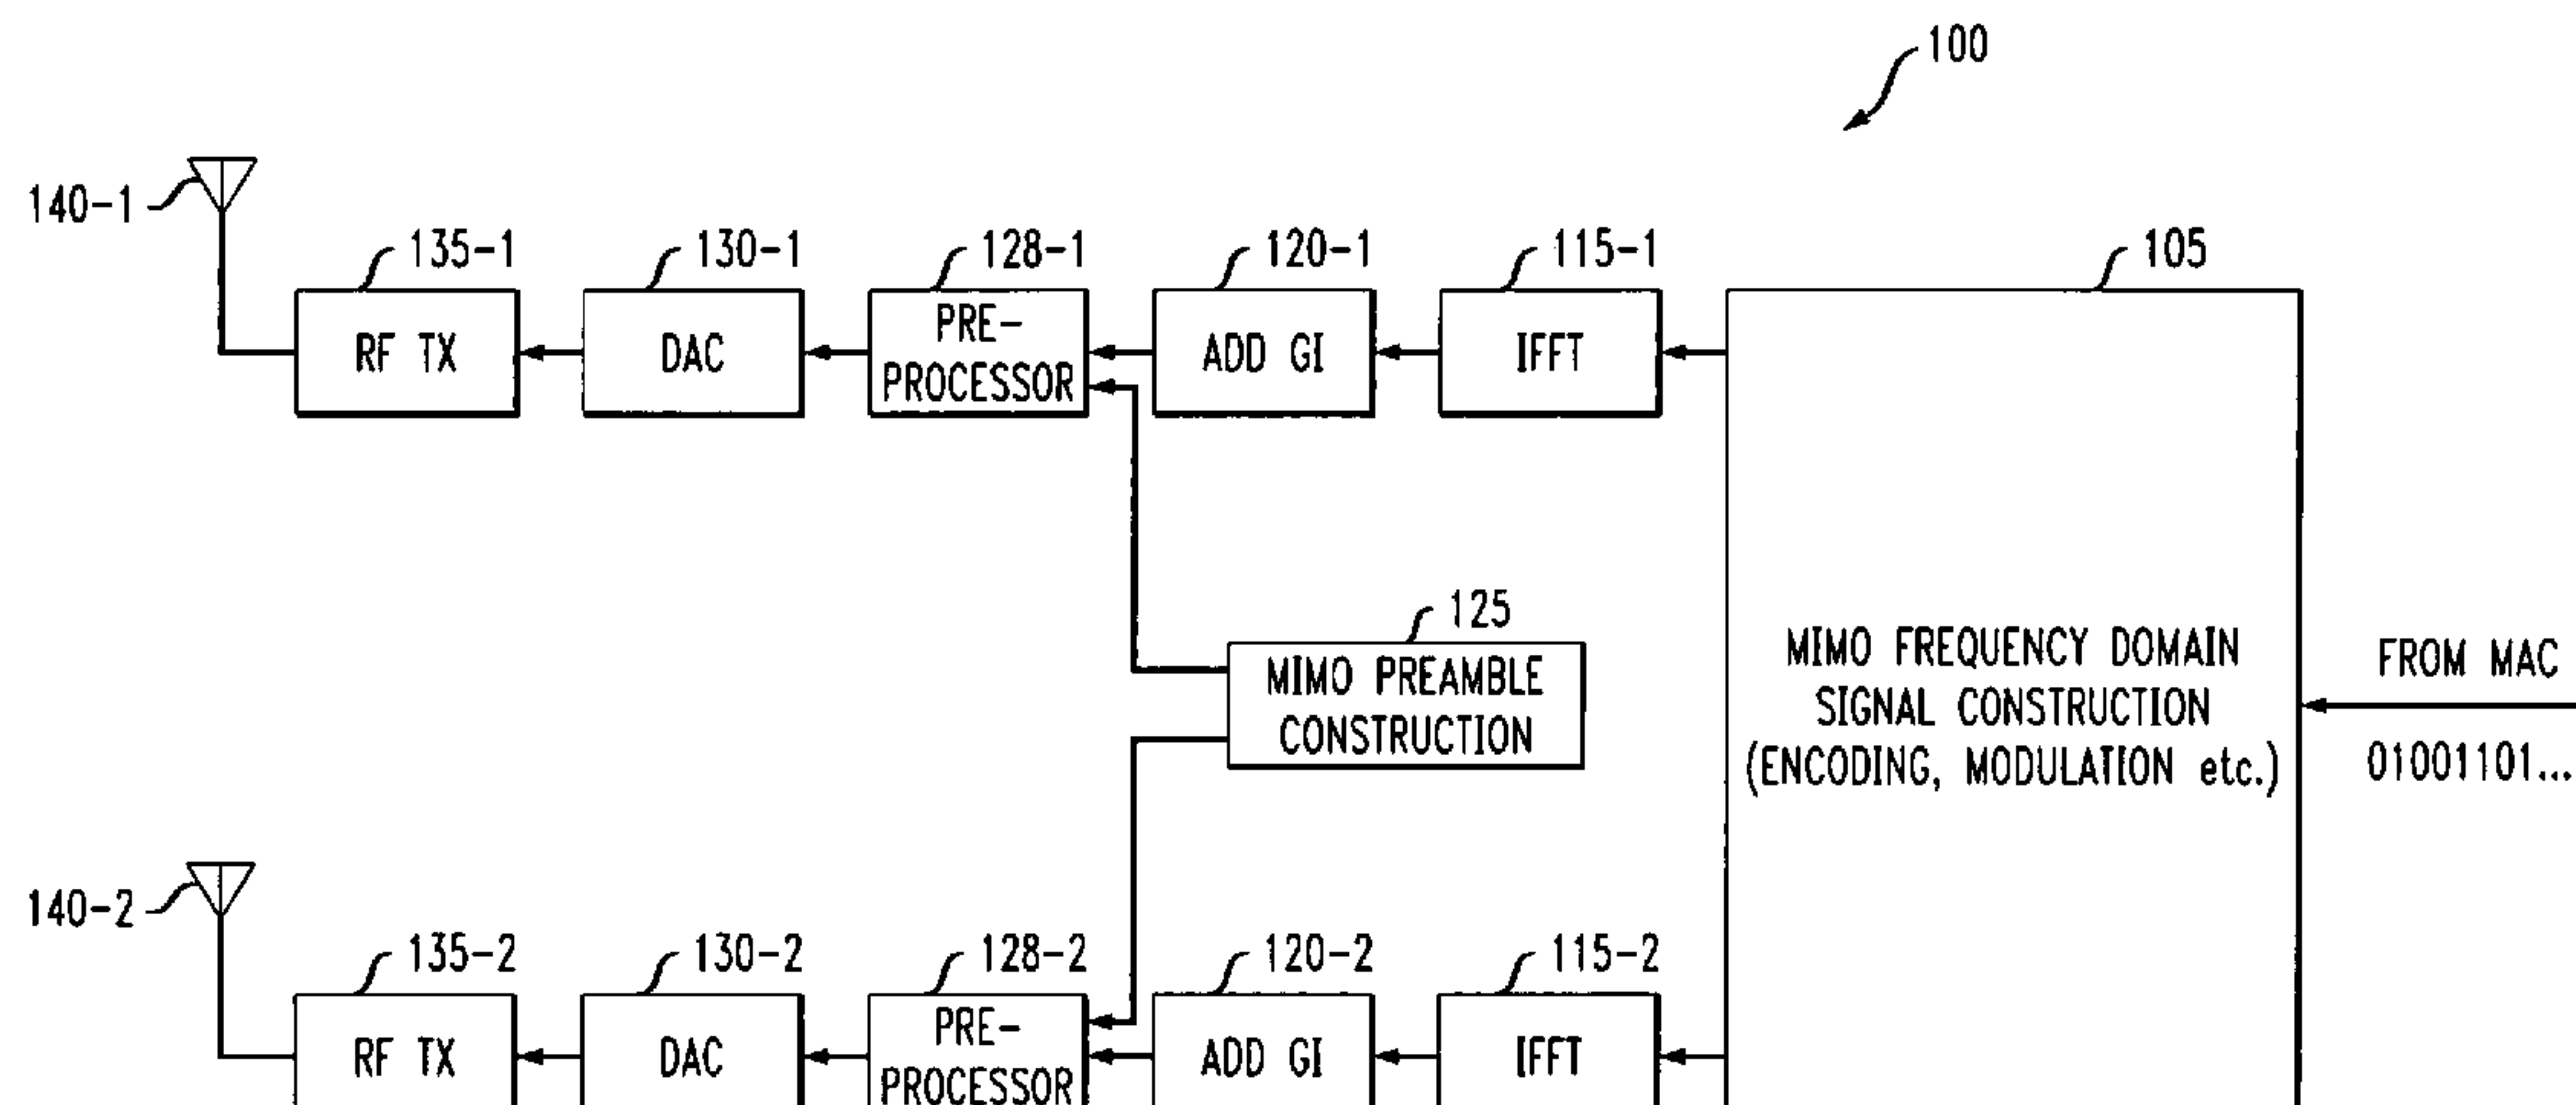 100
140-1
135-1
130-1
128-1
120-1
115-1
105
RF TX
DAC
PRE-
PROCESSOR
ADD GI
IFFT
125
MIMO PREAMBLE
CONSTRUCTION
MIMO FREQUENCY DOMAIN
SIGNAL CONSTRUCTION
(ENCODING, MODULATION etc.)
FROM MAC
01001101...
140-2
135-2
130-2
128-2
120-2
115-2
RF TX
DAC
PRE-
PROCESSOR
ADD GI
IFFT